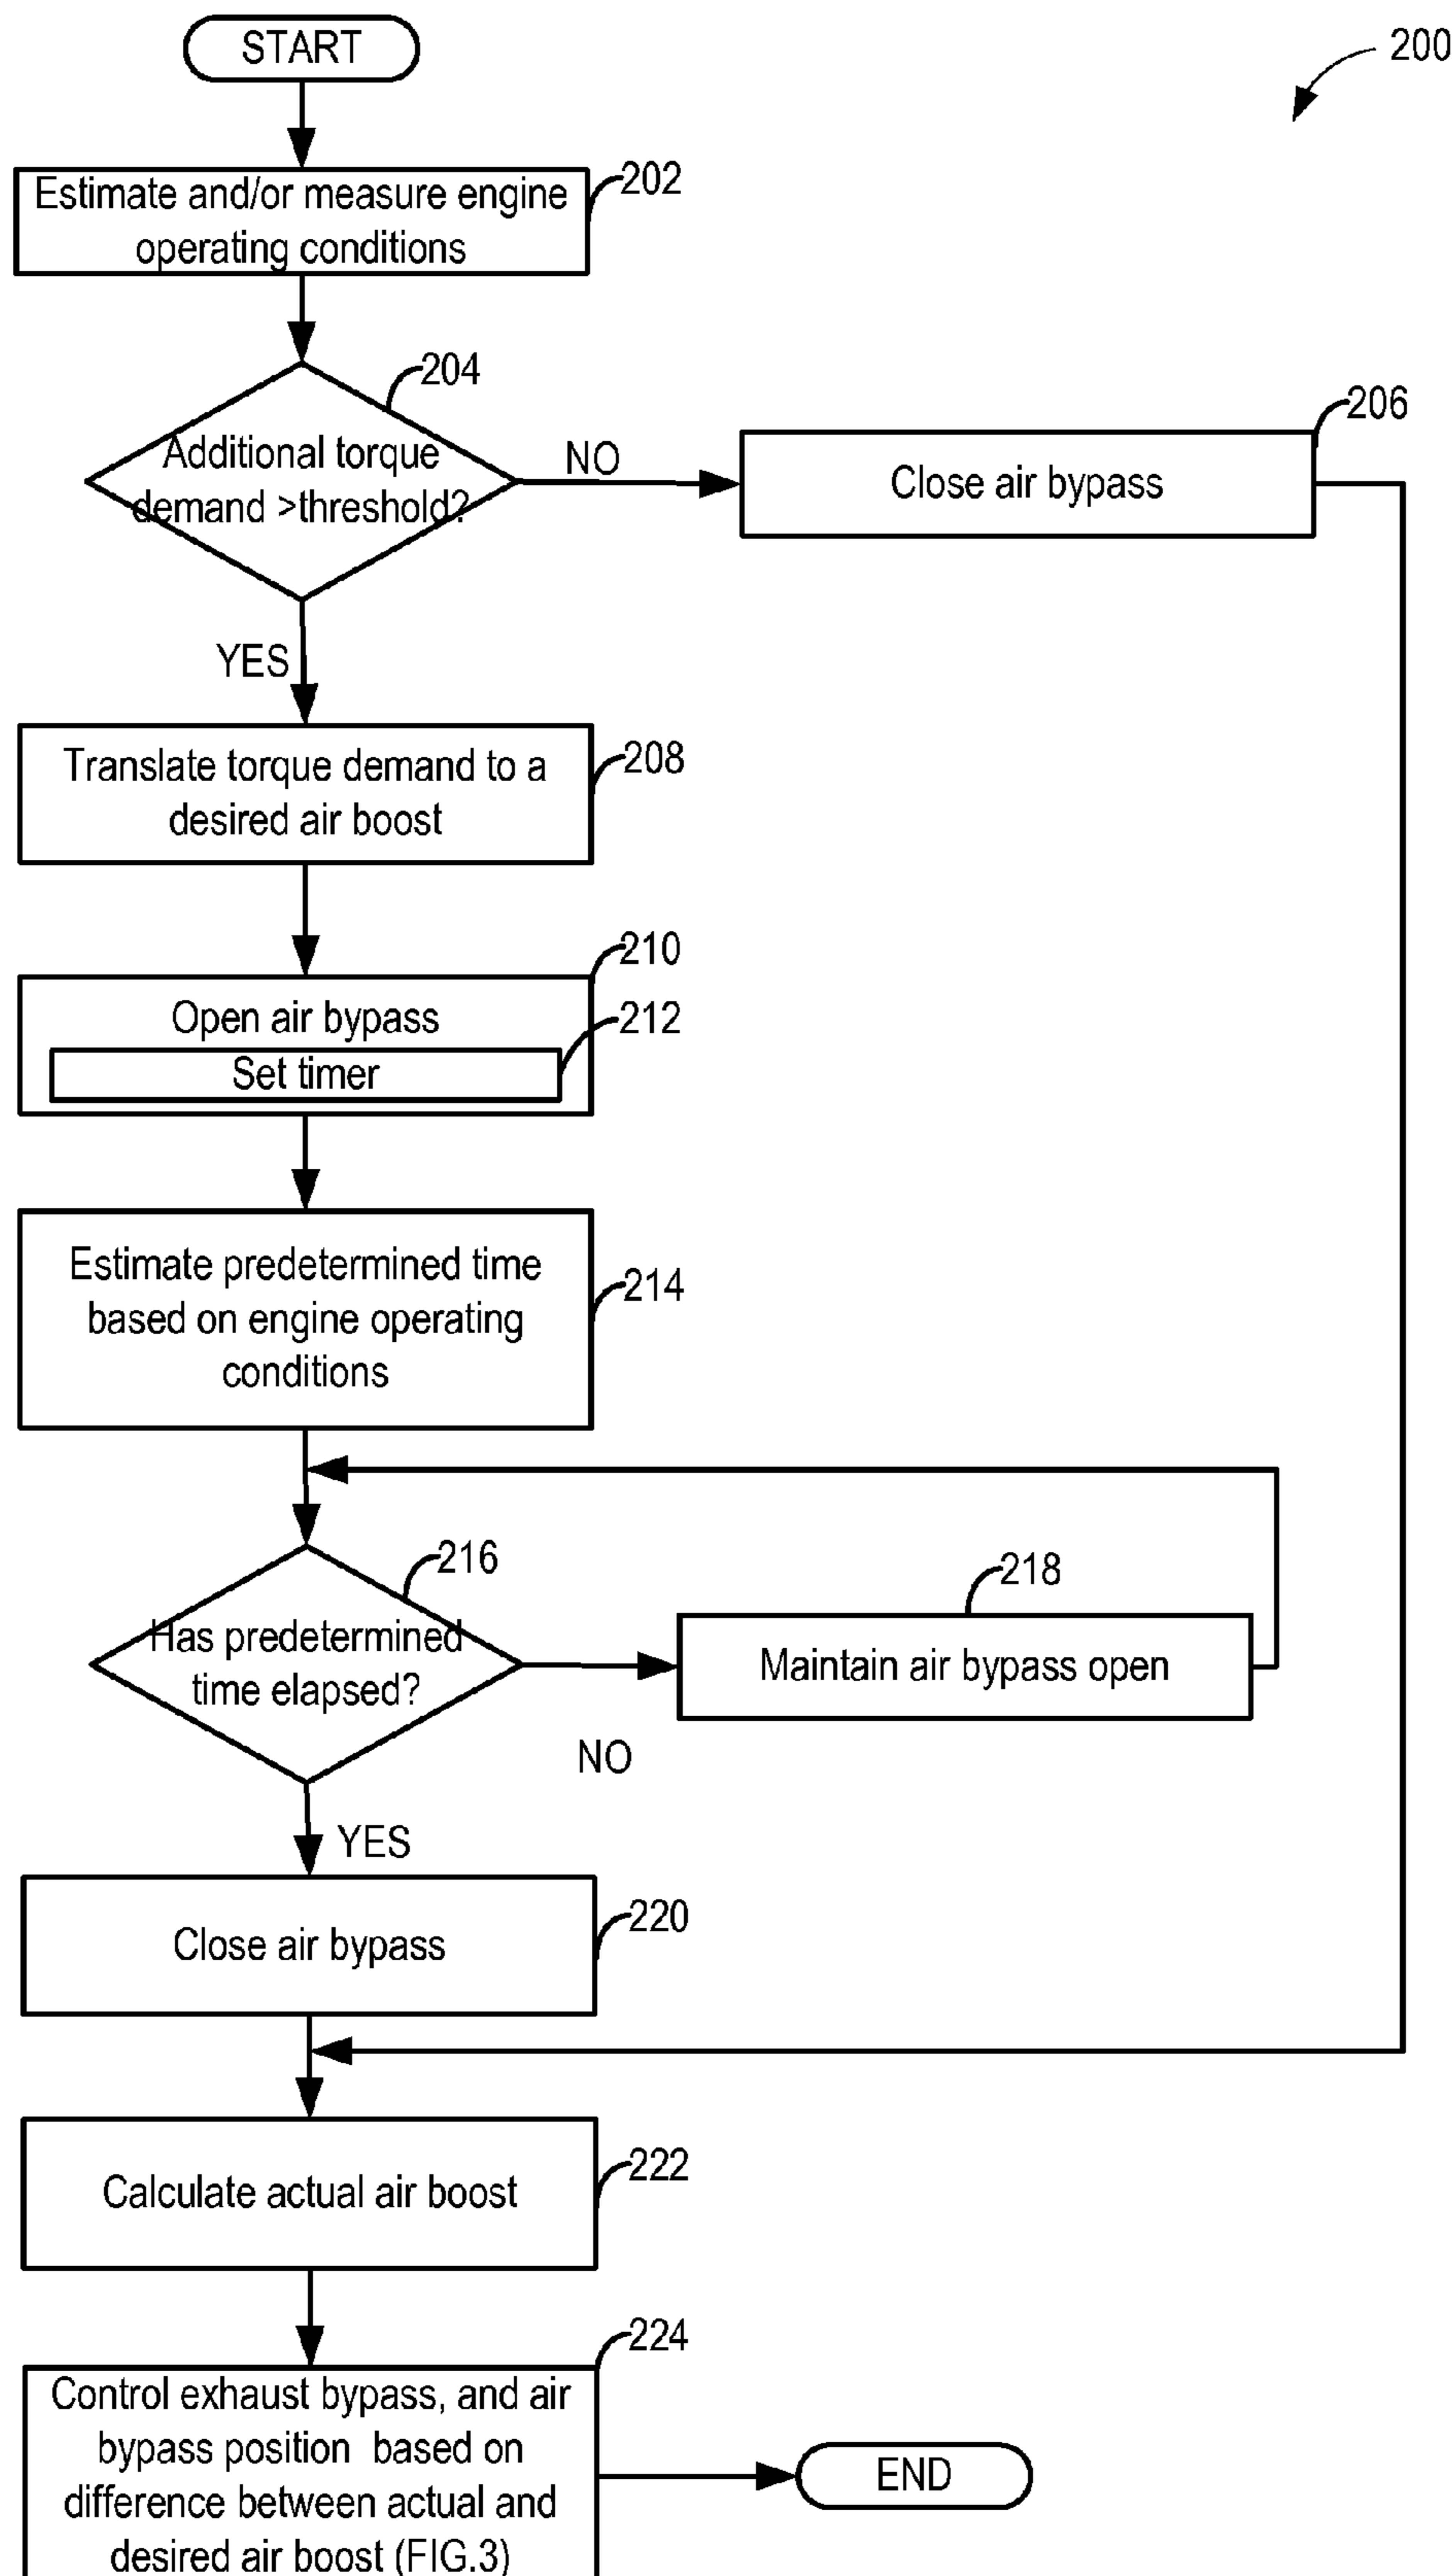 START
200
Estimate and/or measure engine
operating conditions
202
204
Additional torque
demand >threshold?
NO
206
Close air bypass
YES
Translate torque demand to a
desired air boost
208
210
Open air bypass
212
Set timer
Estimate predetermined time
based on engine operating
conditions
214
216
Has predetermined
time elapsed?
218
Maintain air bypass open
NO
YES
Close air bypass
220
Calculate actual air boost
222
224
Control exhaust bypass, and air
bypass position based on
difference between actual and
desired air boost (FIG.3)
END